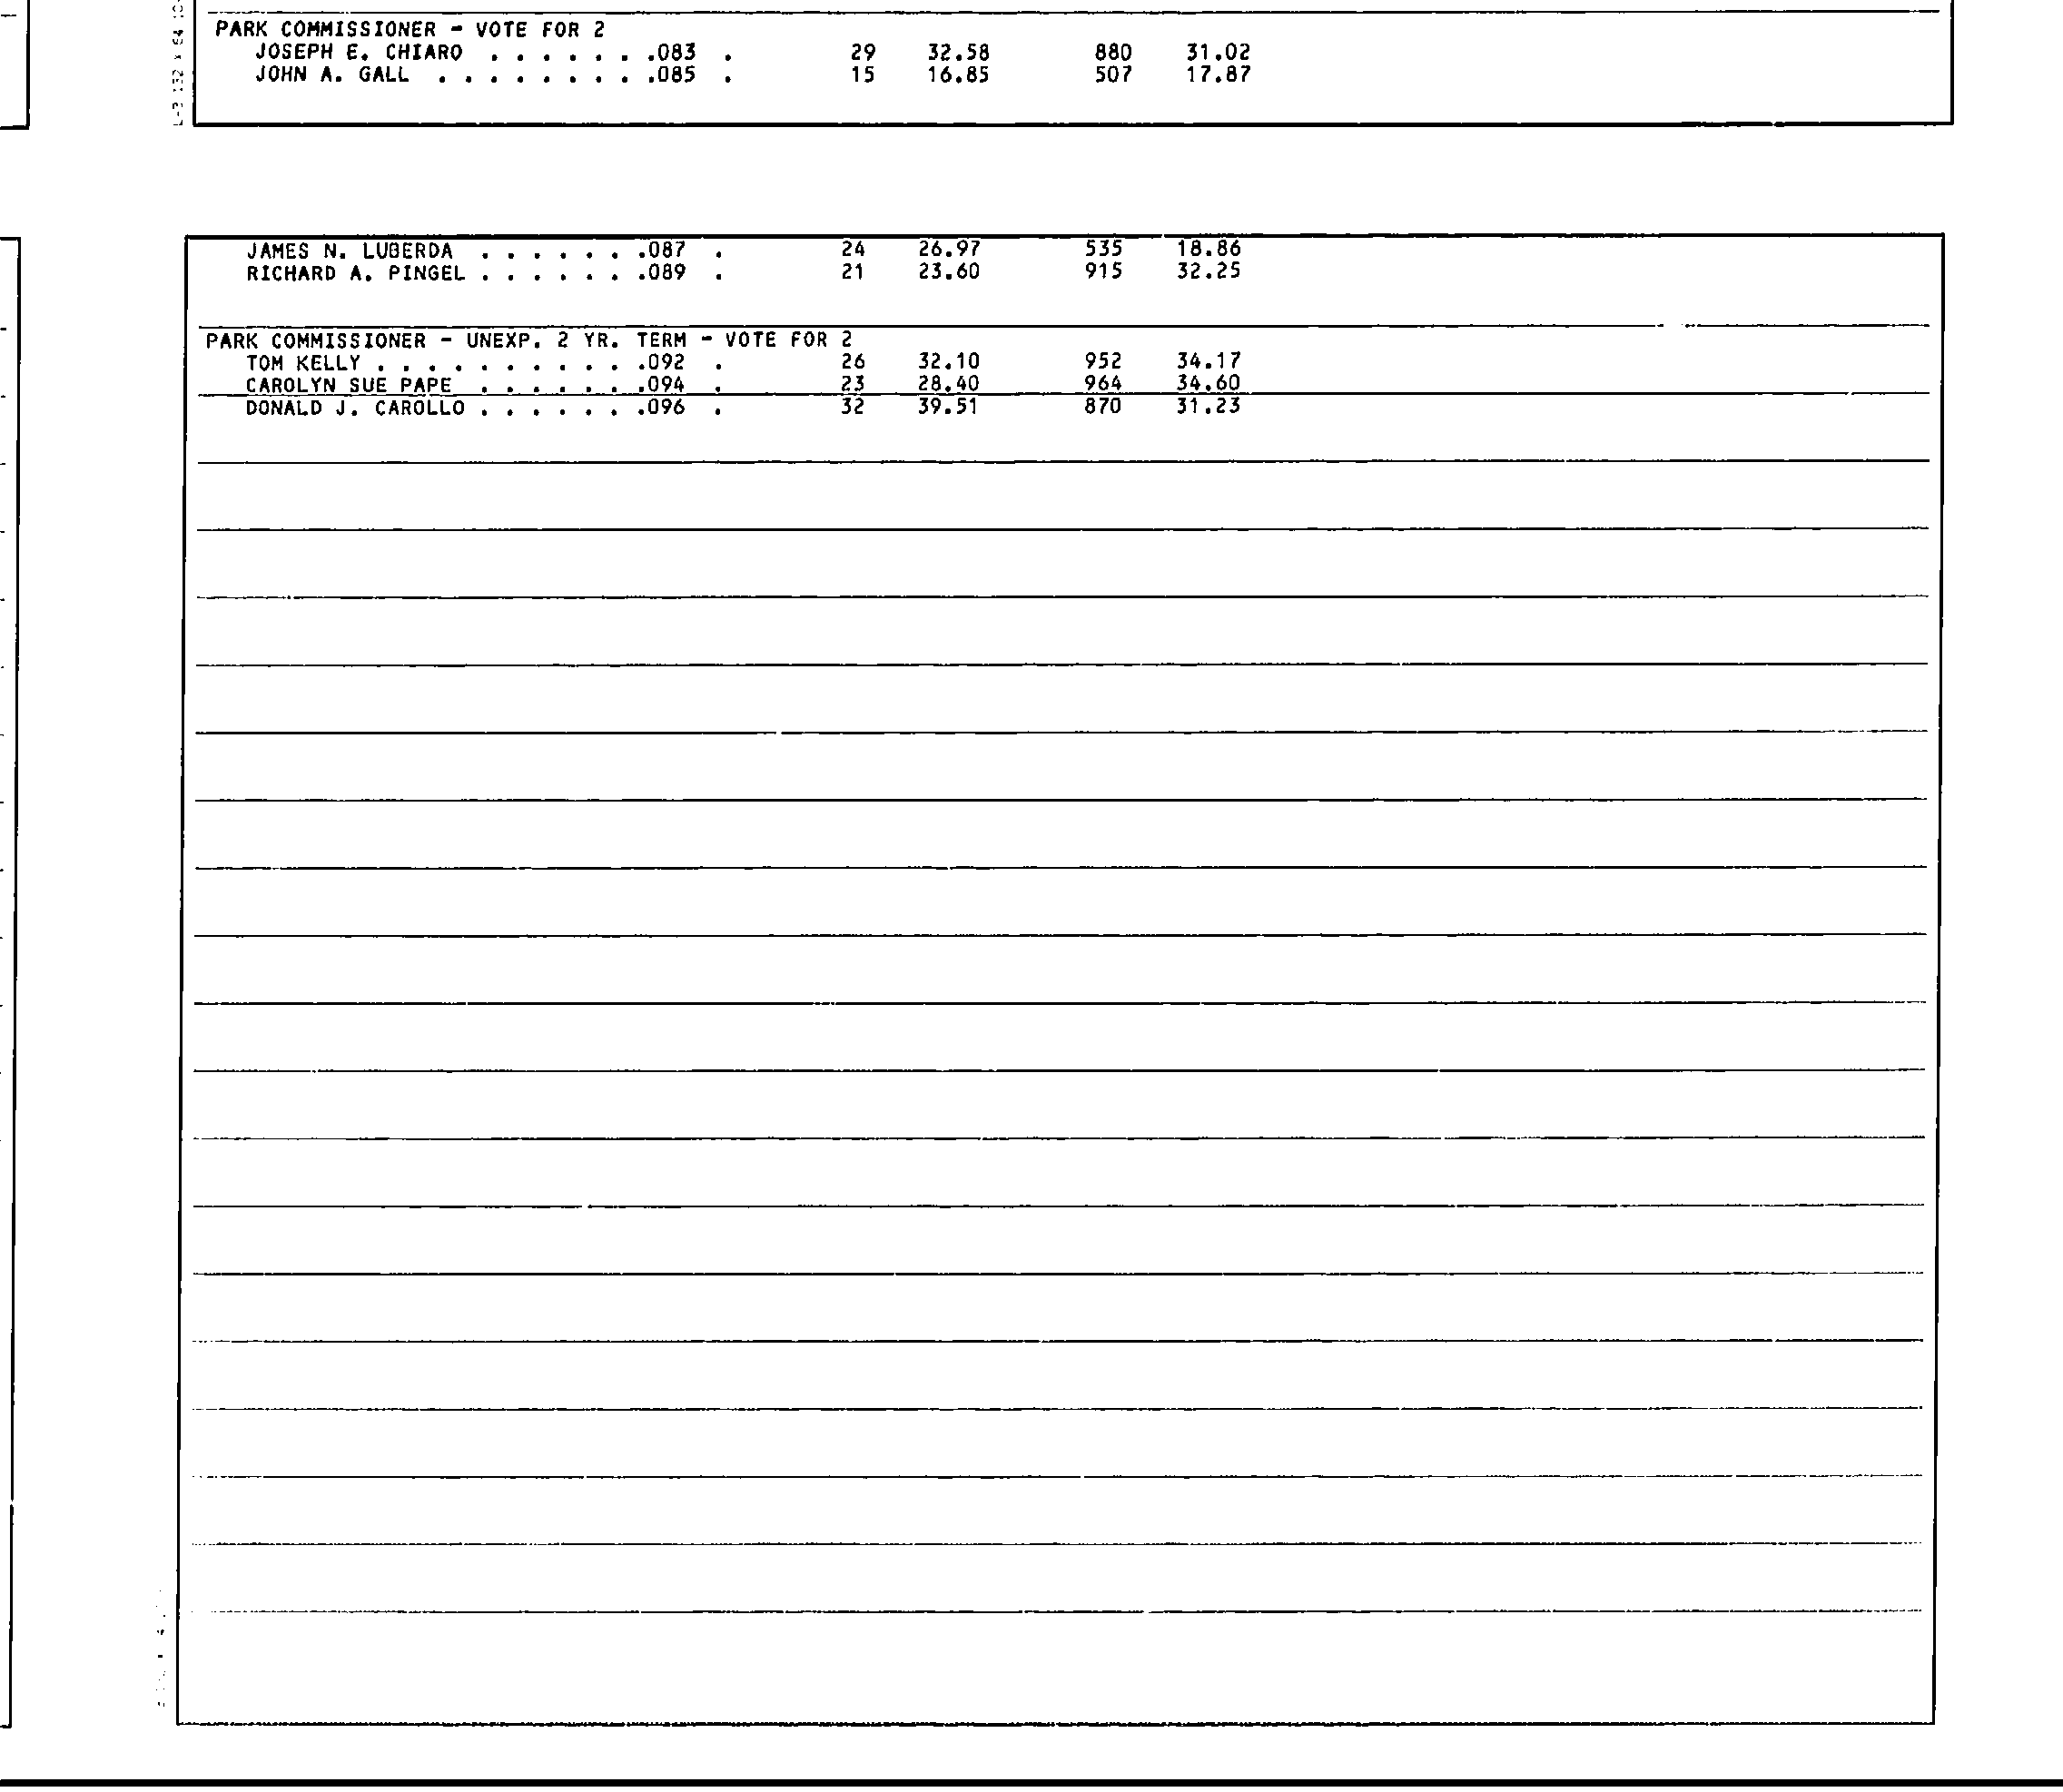 PARK COMMISSIONER - VOTE FOR 2
JOSEPH E. CHIARO . . . . . . .083 . 29 32.58 880 31.02
JOHN A. GALL . . . . . . . . .085 . 15 16.85 507 17.87
JAMES N. LUBERDA . . . . . . .087 . 24 26.97 535 18.86
RICHARD A. PINGEL . . . . . . .089 . 21 23.60 915 32.25
PARK COMMISSIONER - UNEXP. 2 YR. TERM - VOTE FOR 2
TOM KELLY . . . . . . . . . . .092 . 26 32.10 952 34.17
CAROLYN SUE PAPE . . . . . . .094 . 23 28.40 964 34.60
DONALD J. CAROLLO . . . . . . .096 . 32 39.51 870 31.23